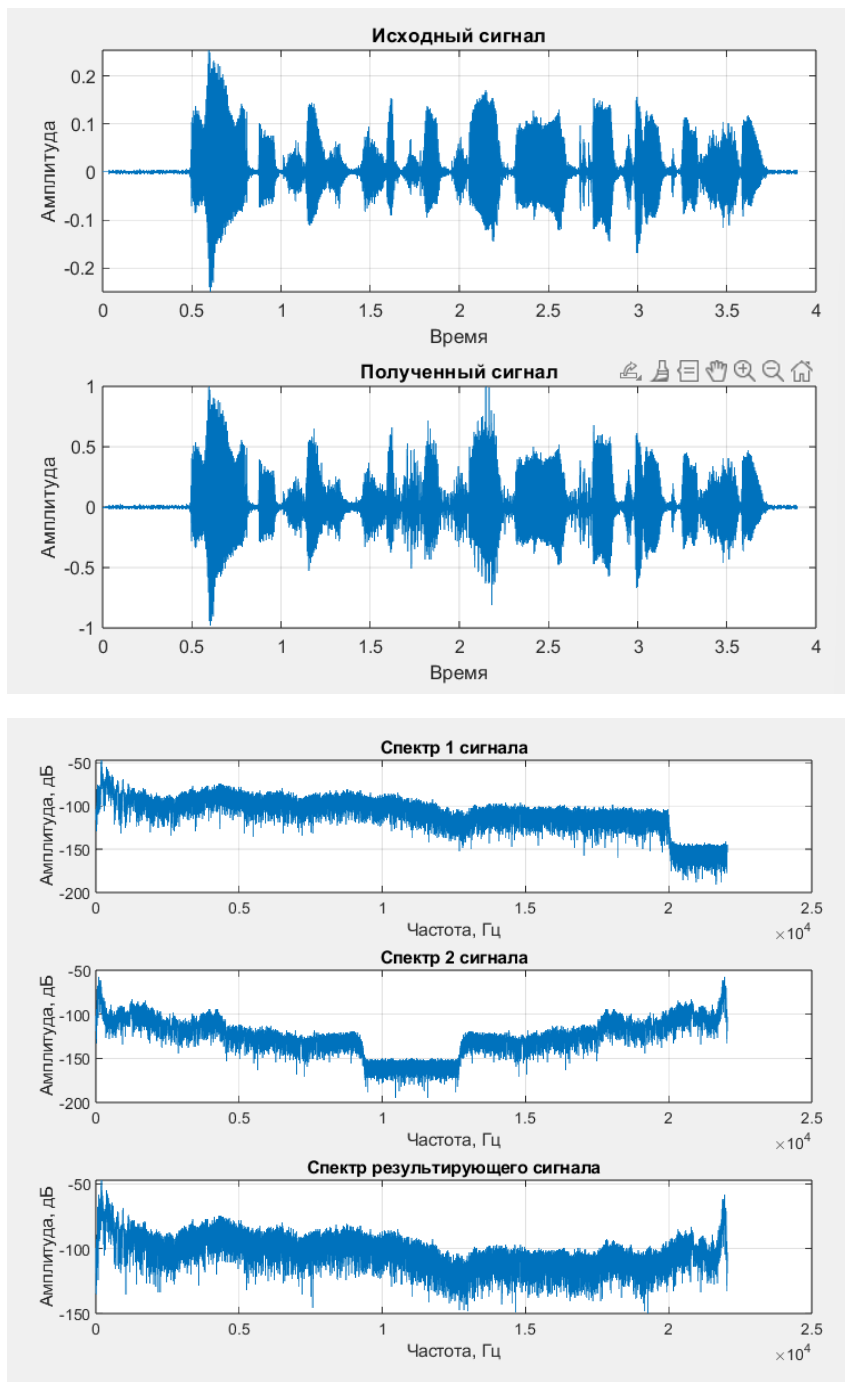 Исходный сигнал
0.2
0.1
0
-0.1
-0.2
Амплитуда
0 0.5 1 1.5 2 2.5 3 3.5 4
Время
Полученный сигнал
1
0.5
0
-0.5
-1
Амплитуда
0 0.5 1 1.5 2 2.5 3 3.5 4
Время
Спектр 1 сигнала
-50
-100
-150
-200
Амплитуда, дБ
0 0.5 1 1.5 2 2.5
Частота, Гц
×10⁴
Спектр 2 сигнала
-50
-100
-150
-200
Амплитуда, дБ
0 0.5 1 1.5 2 2.5
Частота, Гц
×10⁴
Спектр результирующего сигнала
-50
-100
-150
Амплитуда, дБ
0 0.5 1 1.5 2 2.5
Частота, Гц
×10⁴